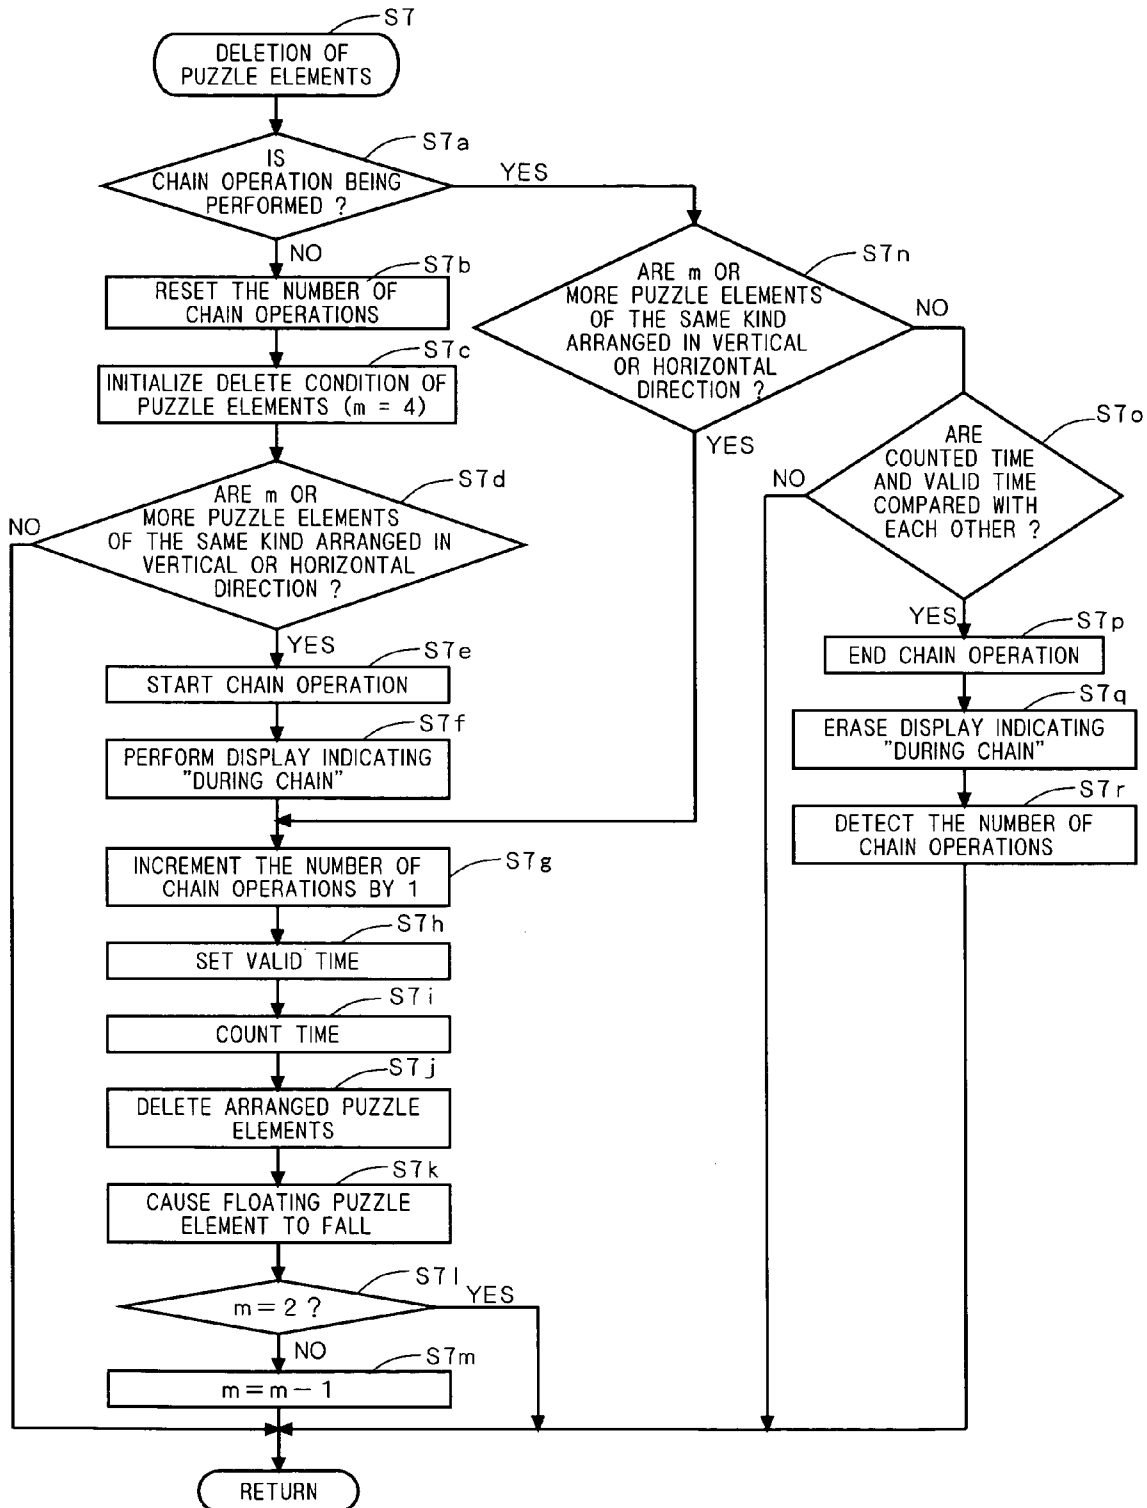 S7
DELETION OF
PUZZLE ELEMENTS
S7a
IS
CHAIN OPERATION BEING
PERFORMED ?
YES
NO
S7b
RESET THE NUMBER OF
CHAIN OPERATIONS
S7c
INITIALIZE DELETE CONDITION OF
PUZZLE ELEMENTS (m = 4)
S7d
ARE m OR
MORE PUZZLE ELEMENTS
OF THE SAME KIND ARRANGED IN
VERTICAL OR HORIZONTAL
DIRECTION ?
NO
YES
S7e
START CHAIN OPERATION
S7f
PERFORM DISPLAY INDICATING
"DURING CHAIN"
S7g
INCREMENT THE NUMBER OF
CHAIN OPERATIONS BY 1
S7h
SET VALID TIME
S7i
COUNT TIME
S7j
DELETE ARRANGED PUZZLE
ELEMENTS
S7k
CAUSE FLOATING PUZZLE
ELEMENT TO FALL
S7l
m = 2 ?
YES
NO
S7m
m = m - 1
RETURN
S7n
ARE m OR
MORE PUZZLE ELEMENTS
OF THE SAME KIND
ARRANGED IN VERTICAL
OR HORIZONTAL
DIRECTION ?
NO
YES
S7o
ARE
COUNTED TIME
AND VALID TIME
COMPARED WITH
EACH OTHER ?
NO
YES
S7p
END CHAIN OPERATION
S7q
ERASE DISPLAY INDICATING
"DURING CHAIN"
S7r
DETECT THE NUMBER OF
CHAIN OPERATIONS